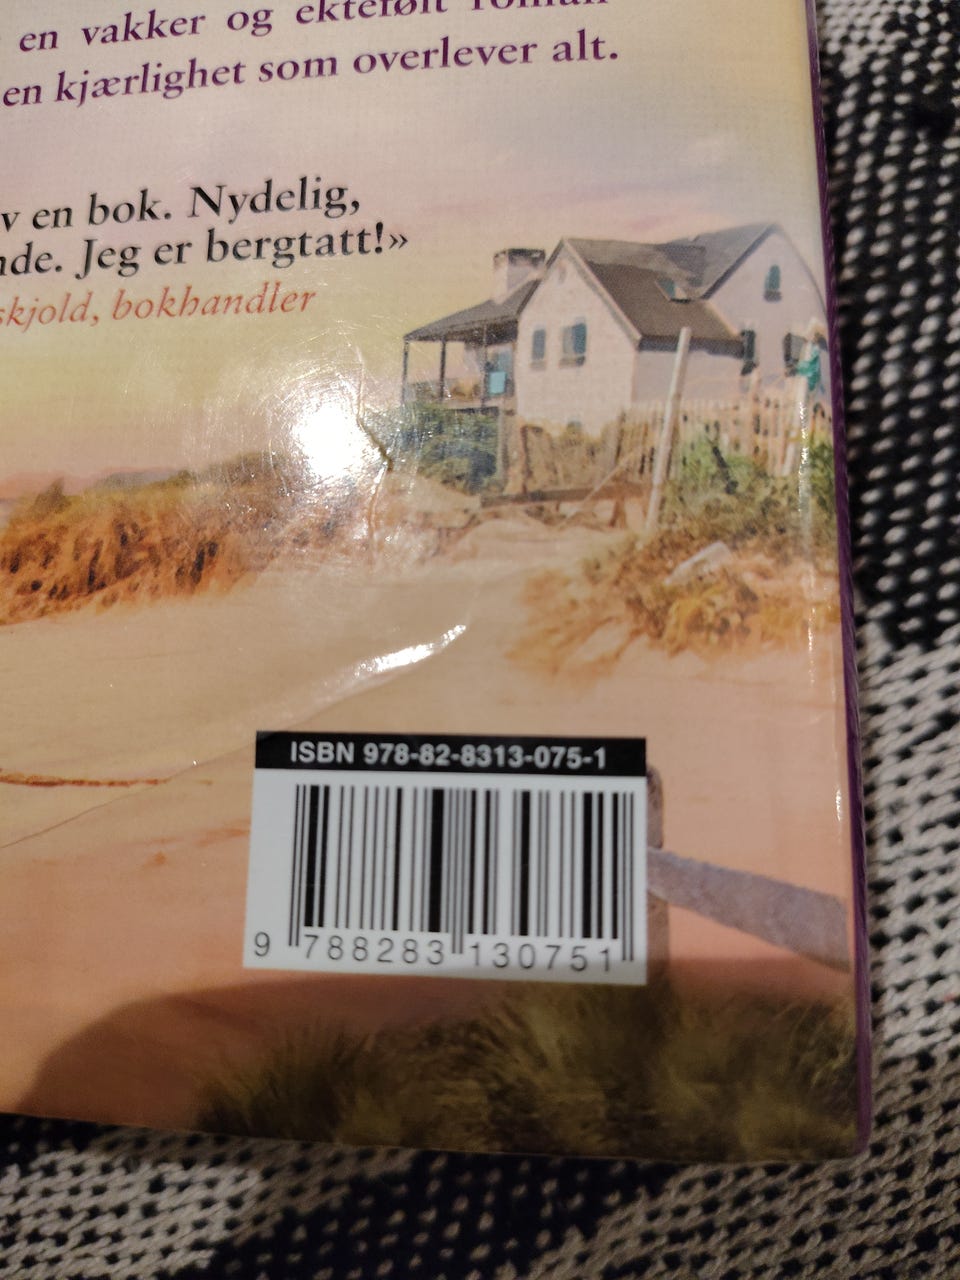 en vakker og ektefølt roman
en kjærlighet som overlever alt.
v en bok. Nydelig,
nde. Jeg er bergtatt!»
skjold, bokhandler
ISBN 978-82-8313-075-1
9 788283 130751